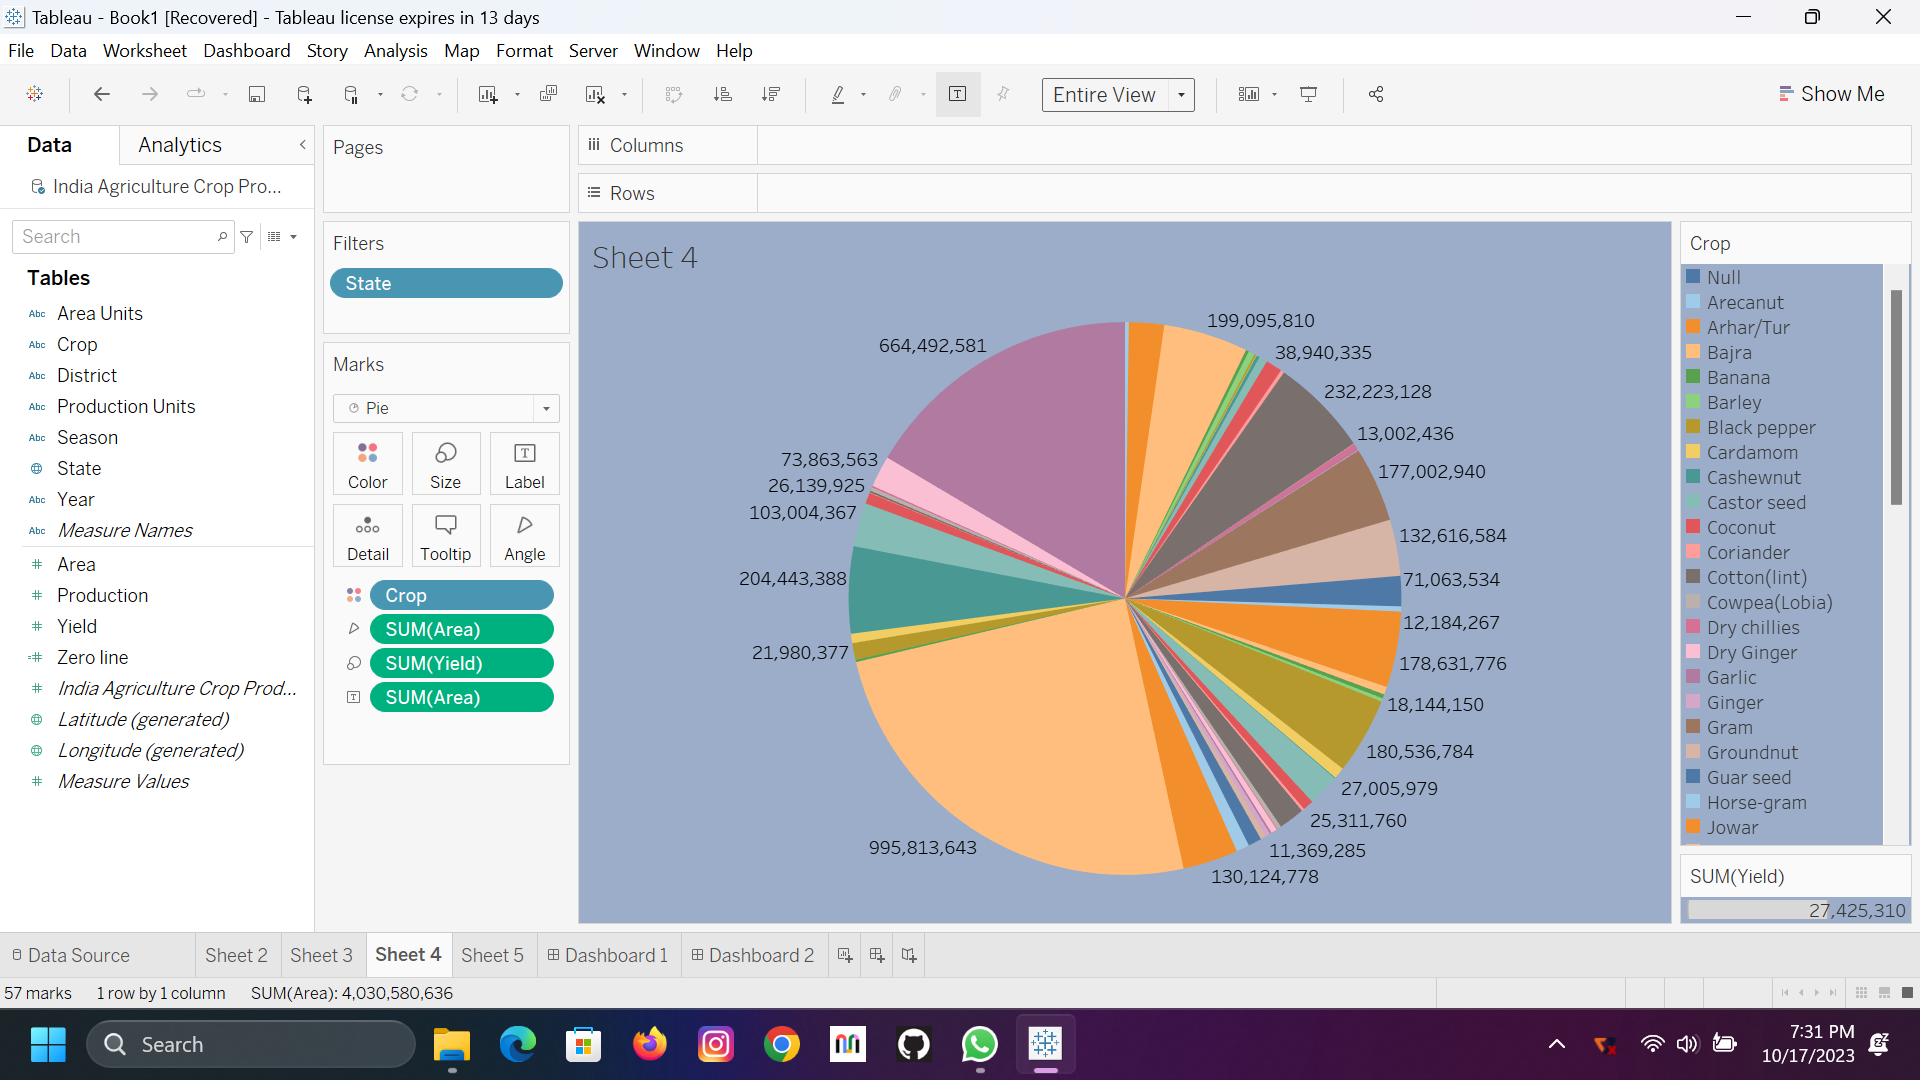 Tableau - Book1 [Recovered] - Tableau license expires in 13 days
File Data Worksheet Dashboard Story Analysis Map Format Server Window Help
Entire View
Show Me
Data
Analytics
India Agriculture Crop Pro...
Search
Tables
Abc Area Units
Abc Crop
Abc District
Abc Production Units
Abc Season
State
Abc Year
Abc Measure Names
# Area
# Production
# Yield
=# Zero line
# India Agriculture Crop Prod...
Latitude (generated)
Longitude (generated)
# Measure Values
Pages
Filters
State
Marks
Pie
Color
Size
T
Label
Detail
Tooltip
Angle
Crop
SUM(Area)
SUM(Yield)
T SUM(Area)
Columns
Rows
Sheet 4
199,095,810
38,940,335
232,223,128
13,002,436
177,002,940
132,616,584
71,063,534
12,184,267
178,631,776
18,144,150
180,536,784
27,005,979
25,311,760
11,369,285
130,124,778
995,813,643
21,980,377
204,443,388
103,004,367
26,139,925
73,863,563
664,492,581
Crop
Null
Arecanut
Arhar/Tur
Bajra
Banana
Barley
Black pepper
Cardamom
Cashewnut
Castor seed
Coconut
Coriander
Cotton(lint)
Cowpea(Lobia)
Dry chillies
Dry Ginger
Garlic
Ginger
Gram
Groundnut
Guar seed
Horse-gram
Jowar
SUM(Yield)
27,425,310
Data Source
Sheet 2
Sheet 3
Sheet 4
Sheet 5
Dashboard 1
Dashboard 2
57 marks
1 row by 1 column
SUM(Area): 4,030,580,636
Search
7:31 PM
10/17/2023